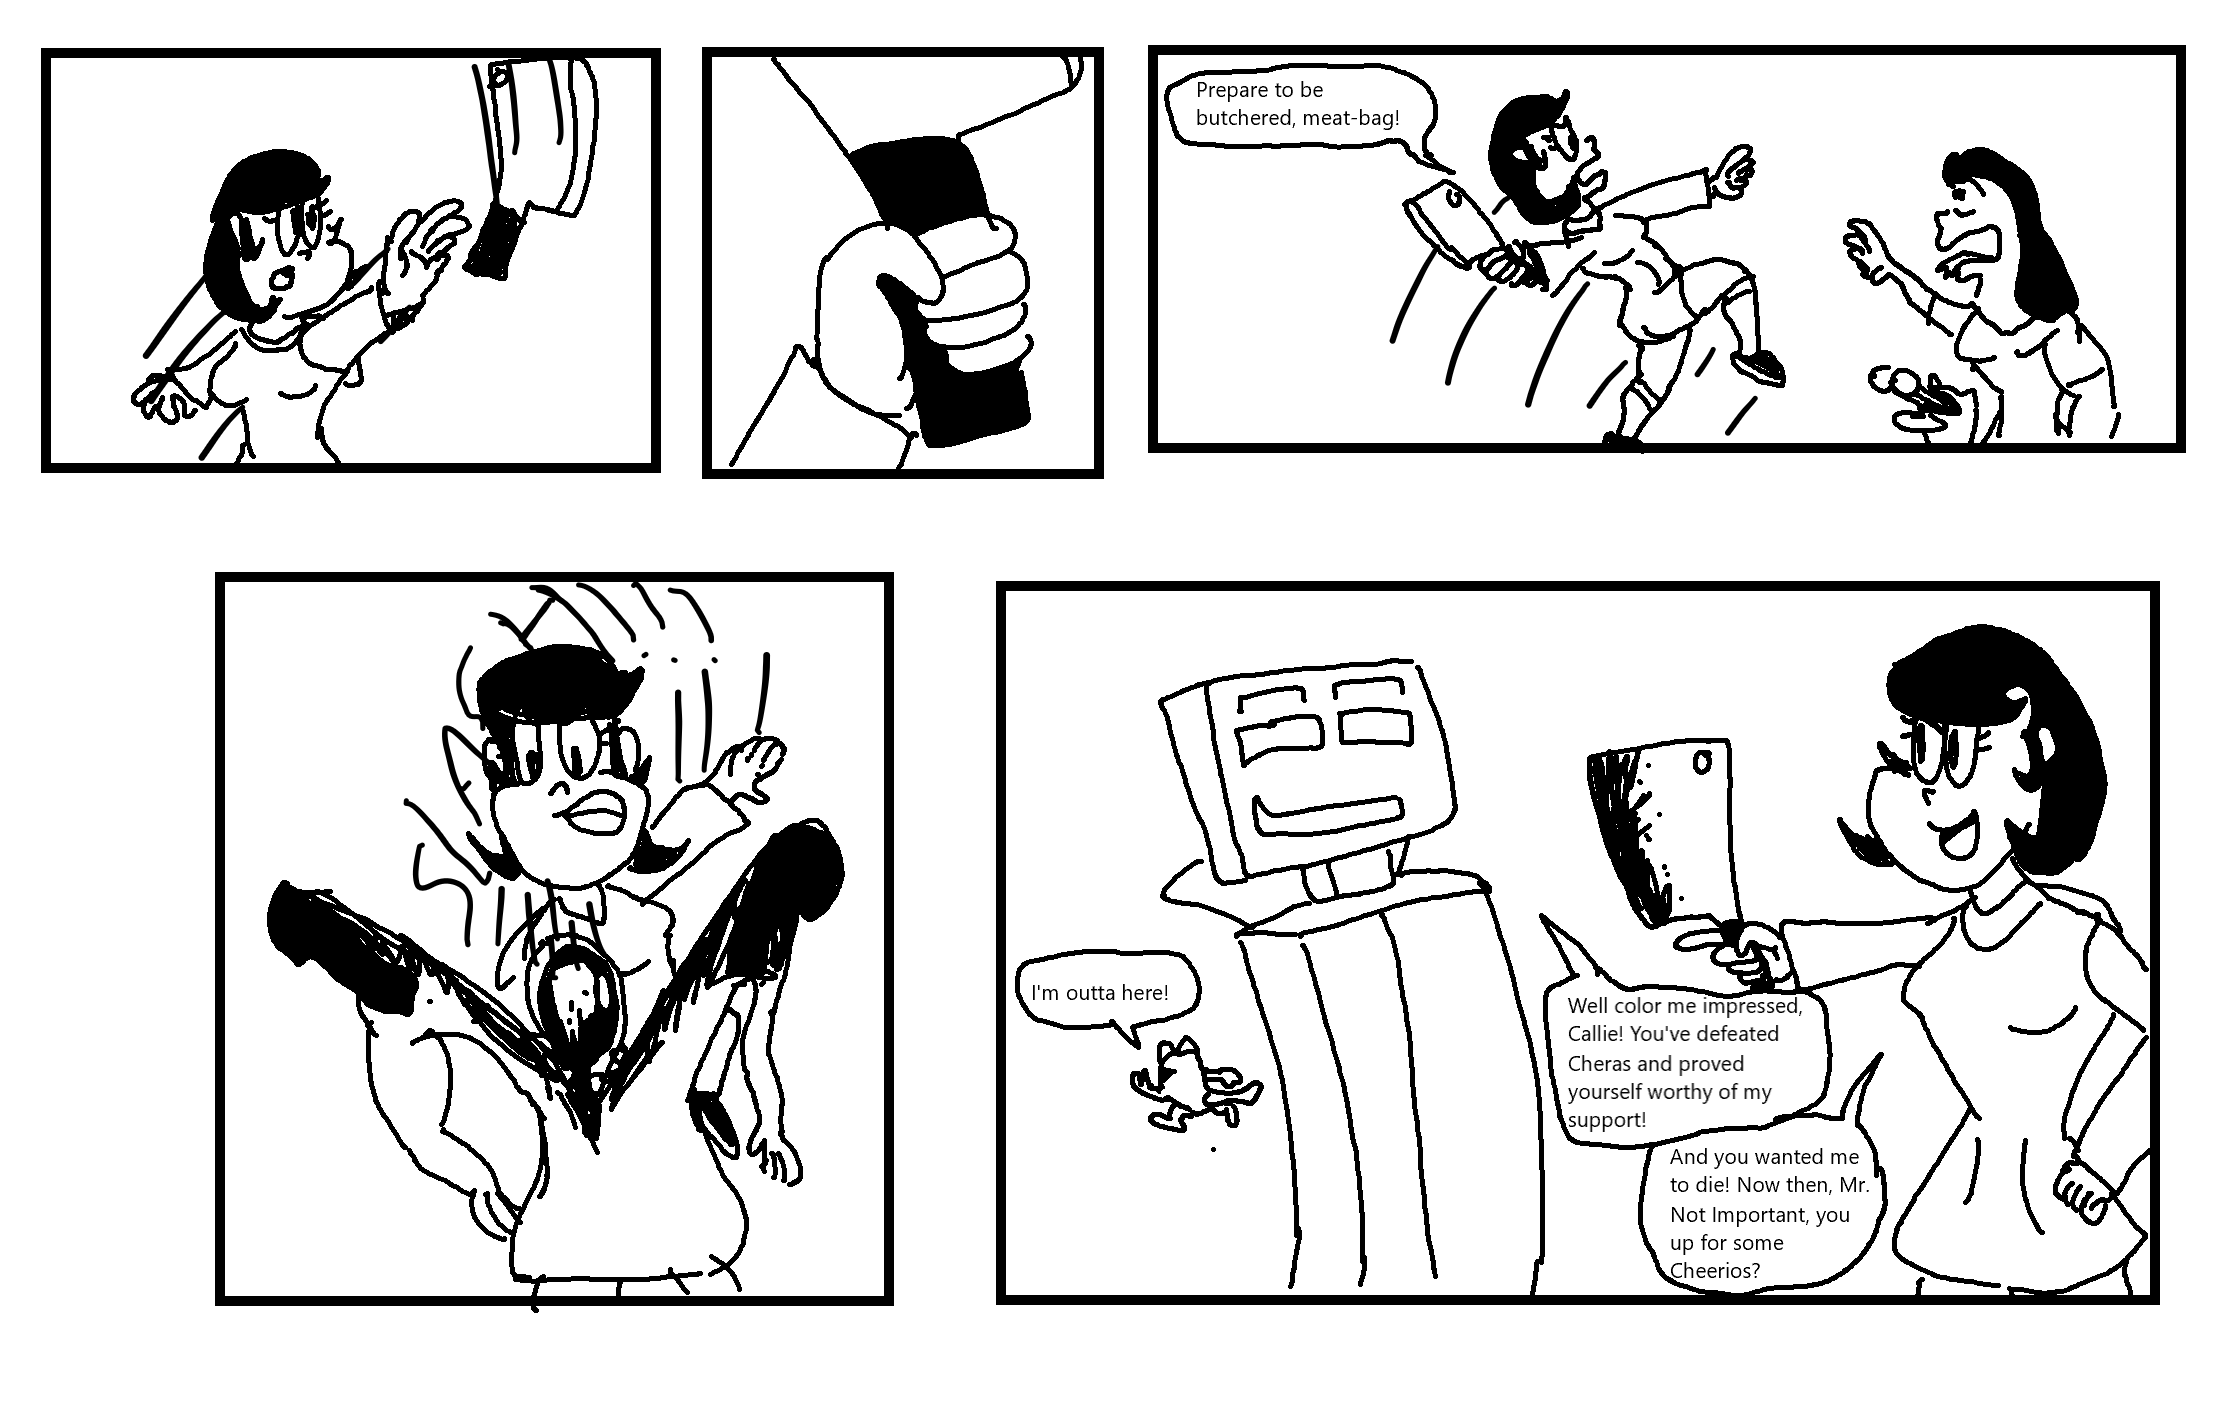 Prepare to be
butchered, meat-bag!
I'm outta here!
Well color me impressed,
Callie! You've defeated
Cheras and proved
yourself worthy of my
support!
And you wanted me
to die! Now then, Mr.
Not Important, you
up for some
Cheerios?